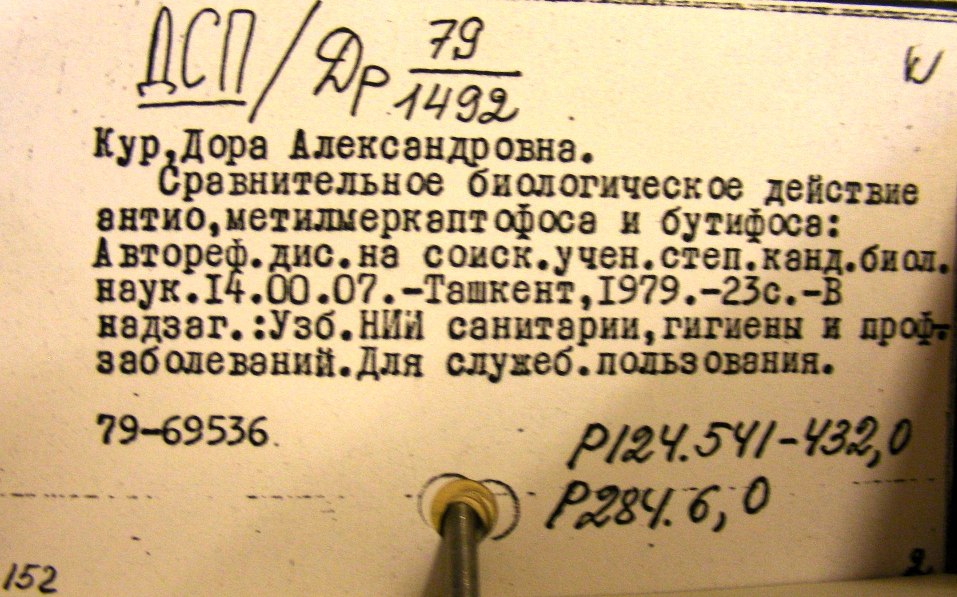 ДСП/Др 79/1492
Кур,Дора Александровна.
Сравнительное биологическое действие
антио,метилмеркаптофоса и бутифоса:
Автореф.дис.на соиск.учен.степ.канд.биол.
наук.I4.00.07.-Ташкент,I979.-23с.-В
надзаг.:Узб.НИИ санитарии,гигиены и проф-
заболеваний.Для служеб.пользования.
79-69536
Р124.541-432,0
Р284.6,0
152
2